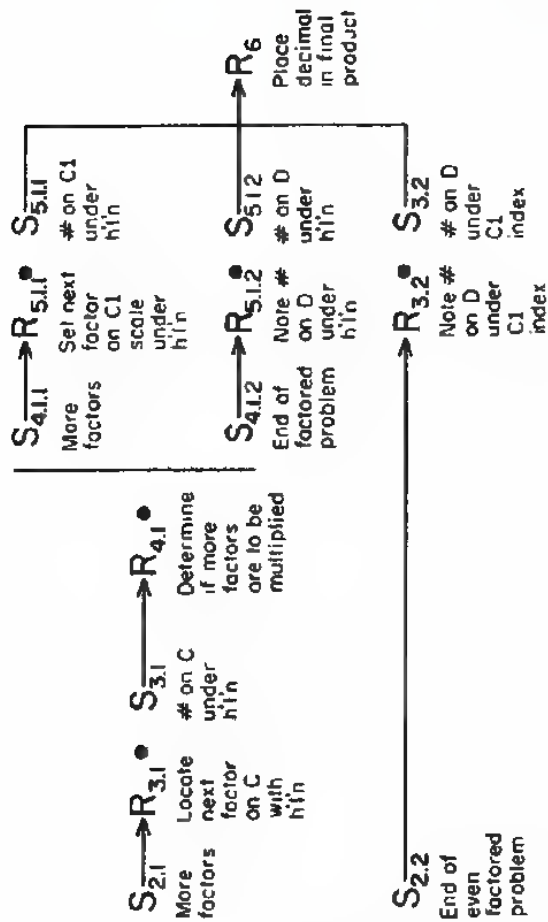 S2.1
More
factors
R3.1 •
Locate
next
factor
on C
with
h'l'n
S3.1
# on C
under
h'l'n
R4.1 •
Determine
if more
factors
are to be
multiplied
S4.1.1
More
factors
R5.1.1 •
Set next
factor
on C1
scale
under
h'l'n
S5.1.1
# on C1
under
h'l'n
S4.1.2
End of
factored
problem
R5.1.2 •
Note #
on D
under
h'l'n
S5.1.2
# on D
under
h'l'n
S2.2
End of
even
factored
problem
R3.2 •
Note #
on D
under
C1
index
S3.2
# on D
under
C1
index
R6
Place
decimal
in final
product